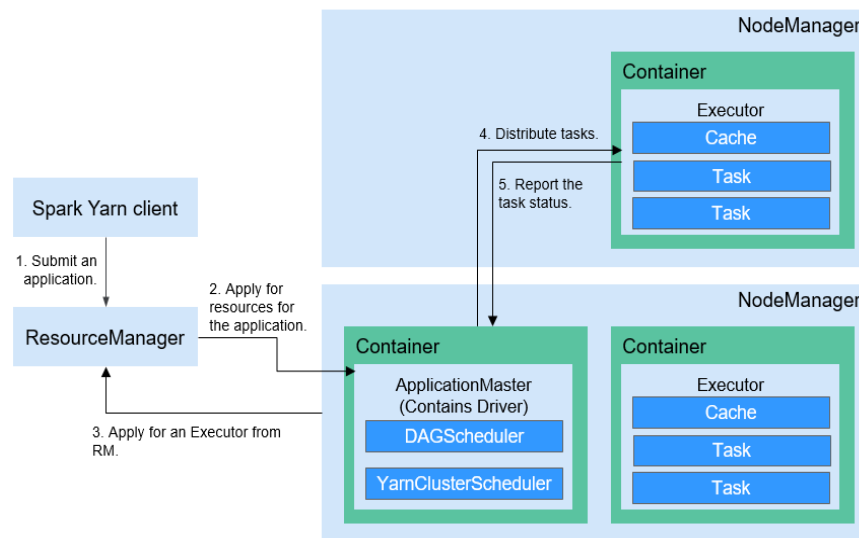 NodeManager
Container
Executor
Cache
Task
Task
4. Distribute tasks.
5. Report the
task status.
Spark Yarn client
1. Submit an
application.
ResourceManager
2. Apply for
resources for
the application.
3. Apply for an Executor from
RM.
NodeManager
Container
ApplicationMaster
(Contains Driver)
DAGScheduler
YarnClusterScheduler
Container
Executor
Cache
Task
Task